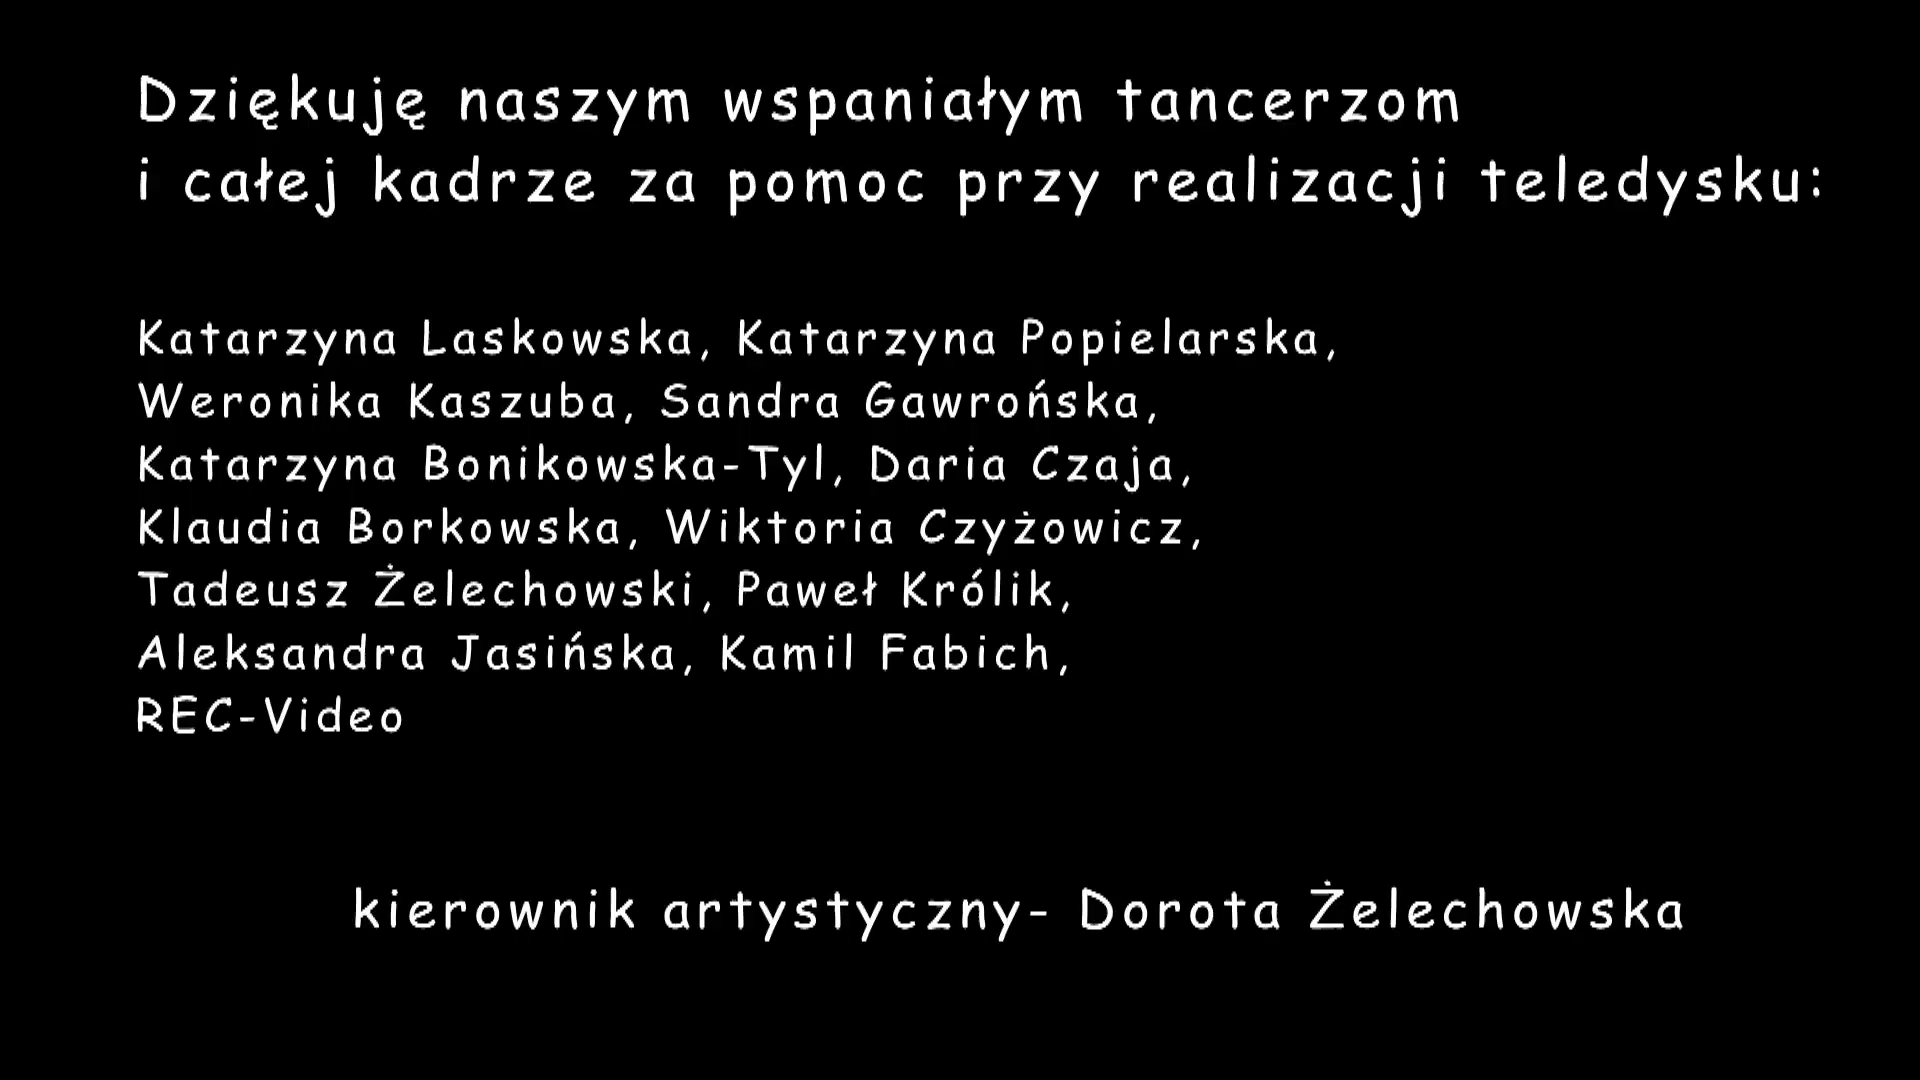 Dziękuję naszym wspaniałym tancerzom
i całej kadrze za pomoc przy realizacji teledysku:
Katarzyna Laskowska, Katarzyna Popielarska,
Weronika Kaszuba, Sandra Gawrońska,
Katarzyna Bonikowska-Tyl, Daria Czaja,
Klaudia Borkowska, Wiktoria Czyżowicz,
Tadeusz Żelechowski, Paweł Królik,
Aleksandra Jasińska, Kamil Fabich,
REC-Video
kierownik artystyczny- Dorota Żelechowska